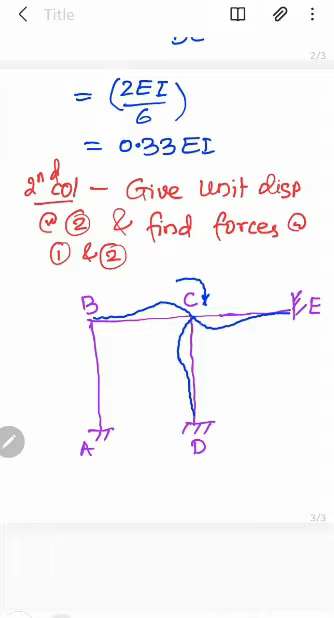 Title
2/3
= (2EI/6)
= 0.33EI
2nd col - Give unit disp
@ ② & find forces @
① & ②
B C E
A D
3/3